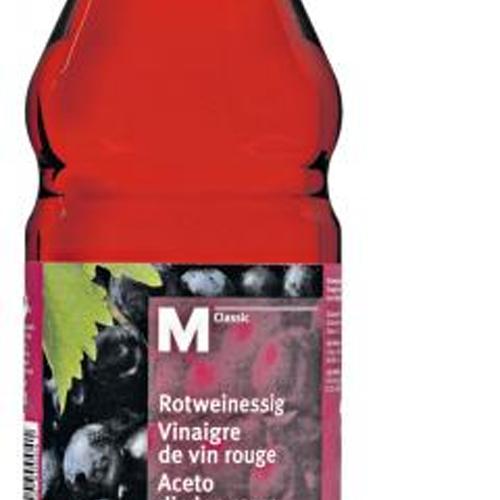 M Classic
Rotweinessig
Vinaigre
de vin rouge
Aceto